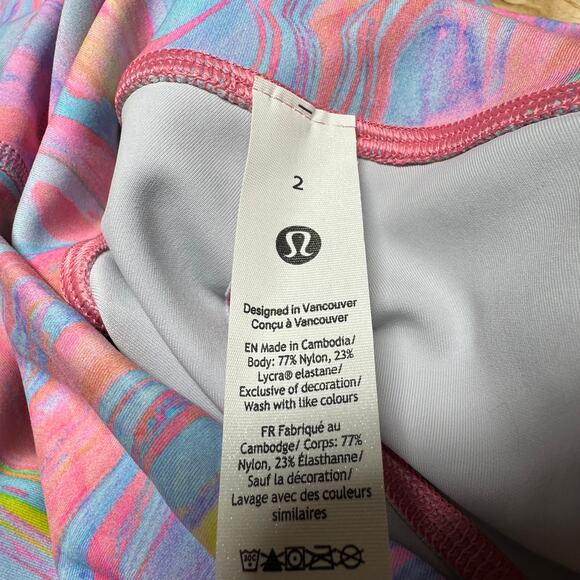 2
Designed in Vancouver
Conçu à Vancouver
EN Made in Cambodia/
Body: 77% Nylon, 23%
Lycra® elastane/
Exclusive of decoration/
Wash with like colours
FR Fabriqué au
Cambodge/ Corps: 77%
Nylon, 23% Élasthanne/
Sauf la décoration/
Lavage avec des couleurs
similaires
30C